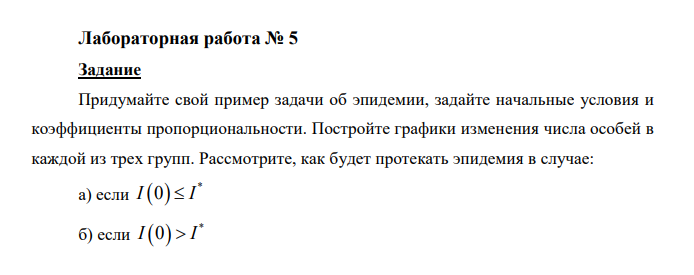 Лабораторная работа № 5
Задание
Придумайте свой пример задачи об эпидемии, задайте начальные условия и
коэффициенты пропорциональности. Постройте графики изменения числа особей в
каждой из трех групп. Рассмотрите, как будет протекать эпидемия в случае:
а) если I(0) ≤ I*
б) если I(0) > I*